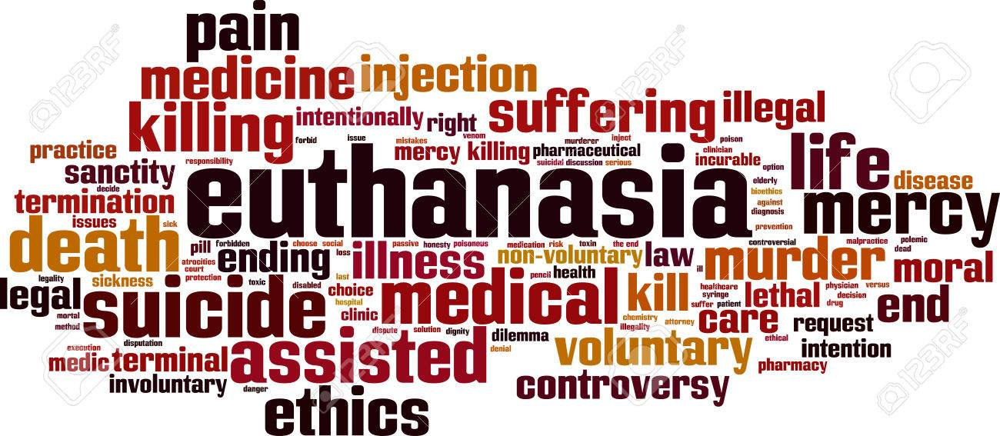 pain
medicine injection
killing intentionally right suffering illegal
venom
forbid issue mistakes murderer inject poison
practice mercy killing pharmaceutical clinician life
responsibility suicidal discussion serious incurable option
sanctity euthanasia elderly disease
decide bioethics
termination against mercy
diagnosis
issues sick prevention
death pill forbidden choose social passive honesty poisonous medication risk toxin the end controversial malpractice polemic
atrocities ending loss illness non-voluntary law murder dead
court ill moral
legality sickness protection last pencil health physician versus
legal toxic disabled choice medical kill healthcare lethal decision end
suicide hospital syringe drug
mortal clinic suffer patient care request
method chemistry attorney
disputation dispute solution dignity dilemma illegality ethical
execution assisted denial voluntary intention
medic terminal pharmacy
involuntary danger controversy
ethics
123RF